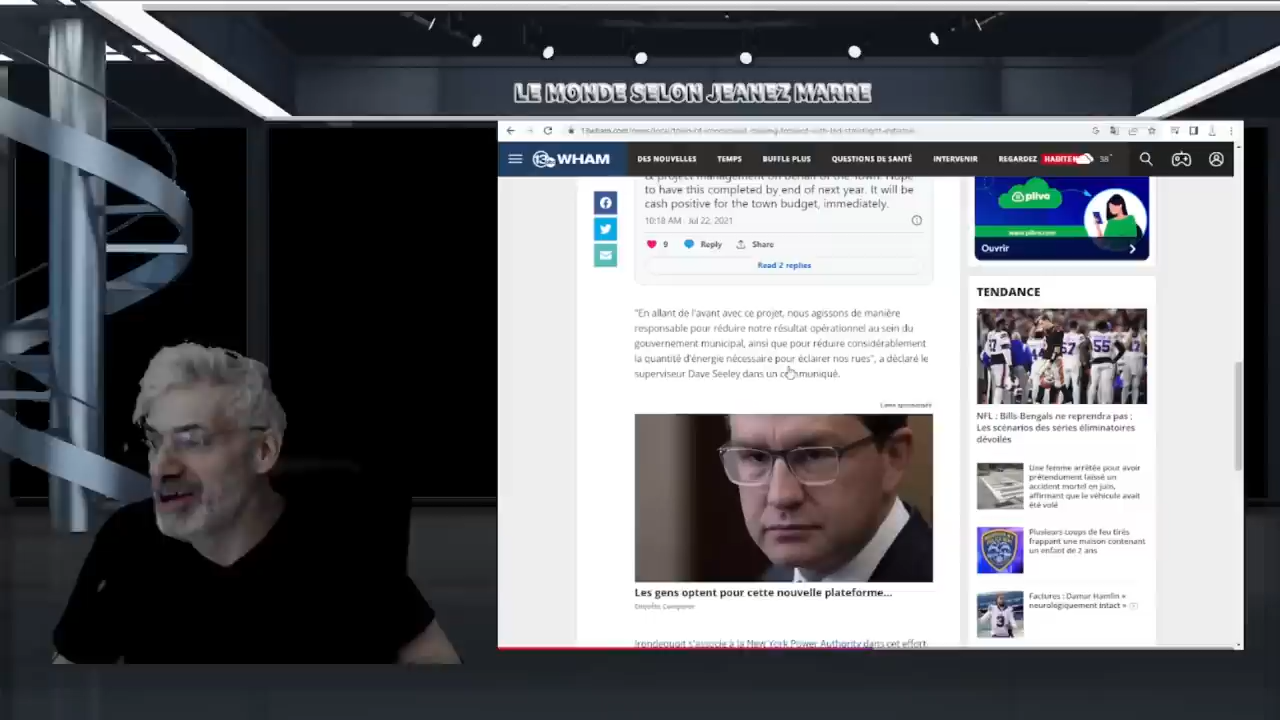 LE MONDE SELON JEANEZ MARRE
13 WHAM
DES NOUVELLES
TEMPS
BUFFLE PLUS
QUESTIONS DE SANTÉ
INTERVENIR
REGARDEZ
58°
& project management on behalf of the Town. Hope
to have this completed by end of next year. It will be
cash positive for the town budget, immediately.
10:18 AM · Jul 22, 2021
9
Reply
Share
Read 2 replies
"En allant de l'avant avec ce projet, nous agissons de manière
responsable pour réduire notre résultat opérationnel au sein du
gouvernement municipal, ainsi que pour réduire considérablement
la quantité d'énergie nécessaire pour éclairer nos rues", a déclaré le
superviseur Dave Seeley dans un communiqué.
Les gens optent pour cette nouvelle plateforme...
Irondequoit s'associe à la New York Power Authority dans cet effort.
plivo
www.plivo.com
Ouvrir
TENDANCE
55
NFL : Bills-Bengals ne reprendra pas ;
Les scénarios des séries éliminatoires
dévoilés
Une femme arrêtée pour avoir
prétendument laissé un
accident mortel en juin,
affirmant que le véhicule avait
été volé
Plusieurs coups de feu tirés
frappant une maison contenant
un enfant de 2 ans
Factures : Damar Hamlin «
neurologiquement intact »
3